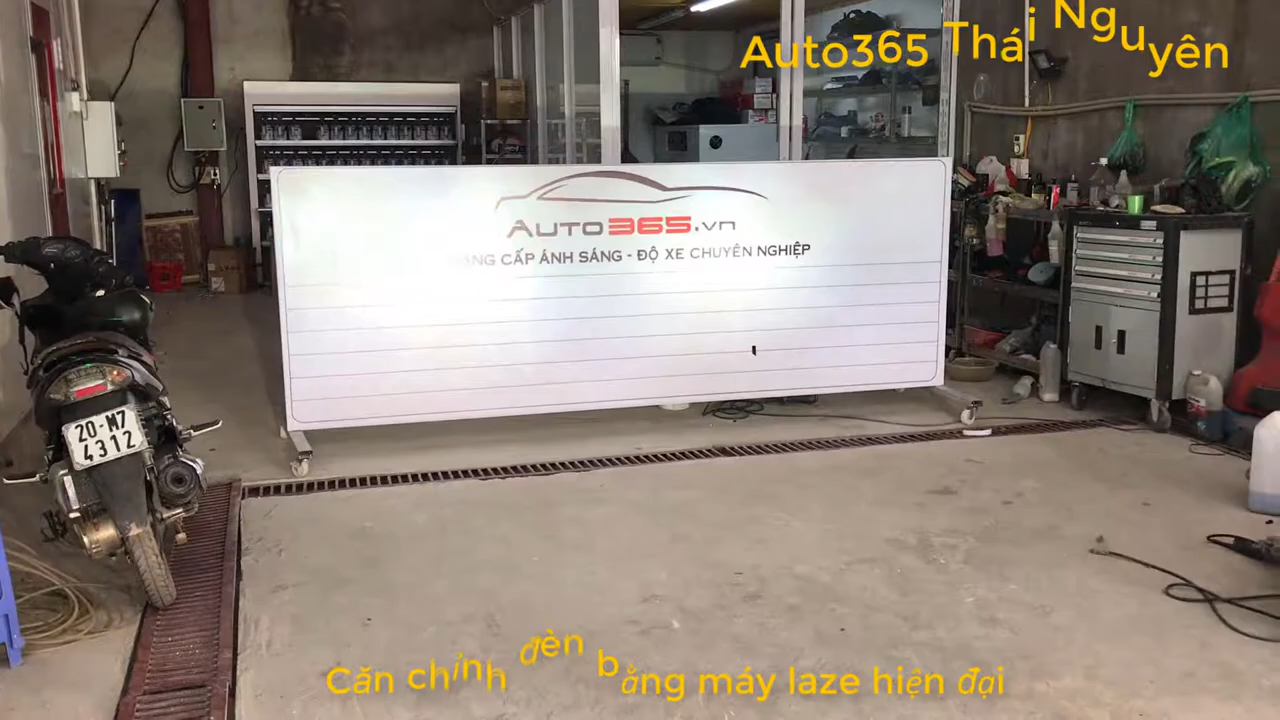 Auto365 Thái Nguyên
AUTO365.vn
CẤP ÁNH SÁNG - ĐỘ XE CHUYÊN NGHIỆP
20-M7
4312
Căn chỉnh đèn bằng máy laze hiện đại